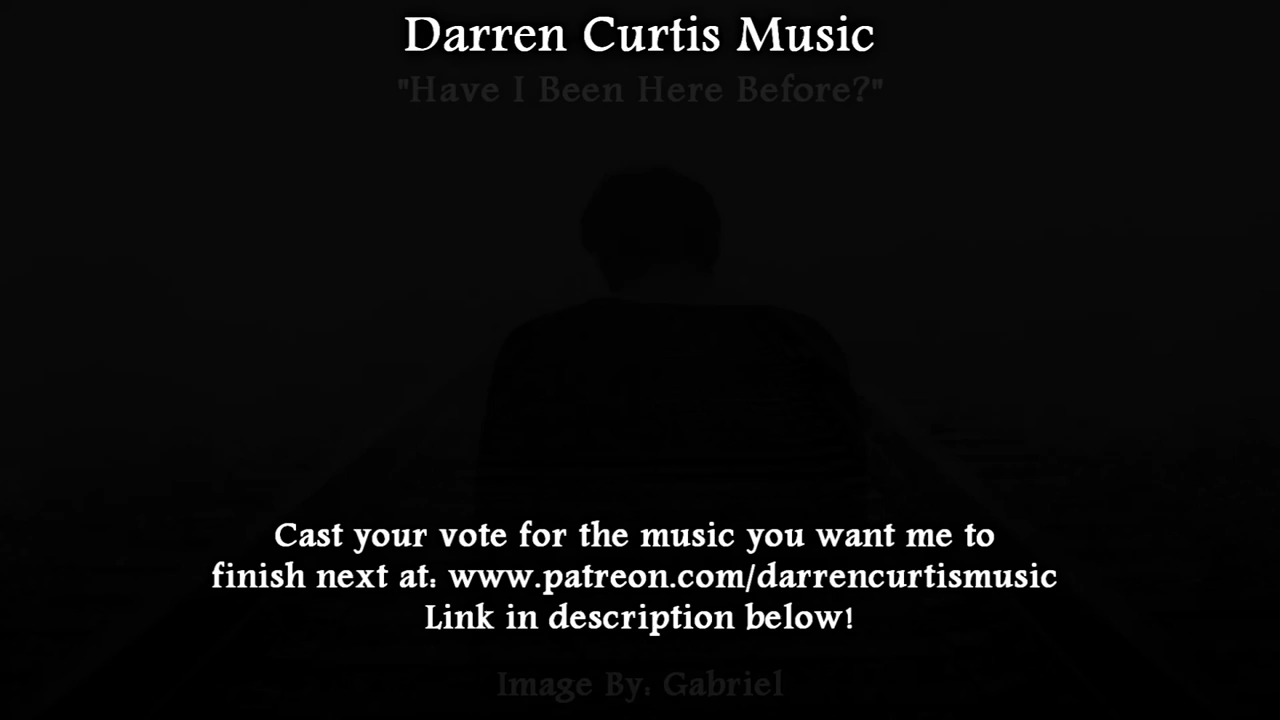 Darren Curtis Music
"Have I Been Here Before?"
Cast your vote for the music you want me to
finish next at: www.patreon.com/darrencurtismusic
Link in description below!
Image By: Gabriel